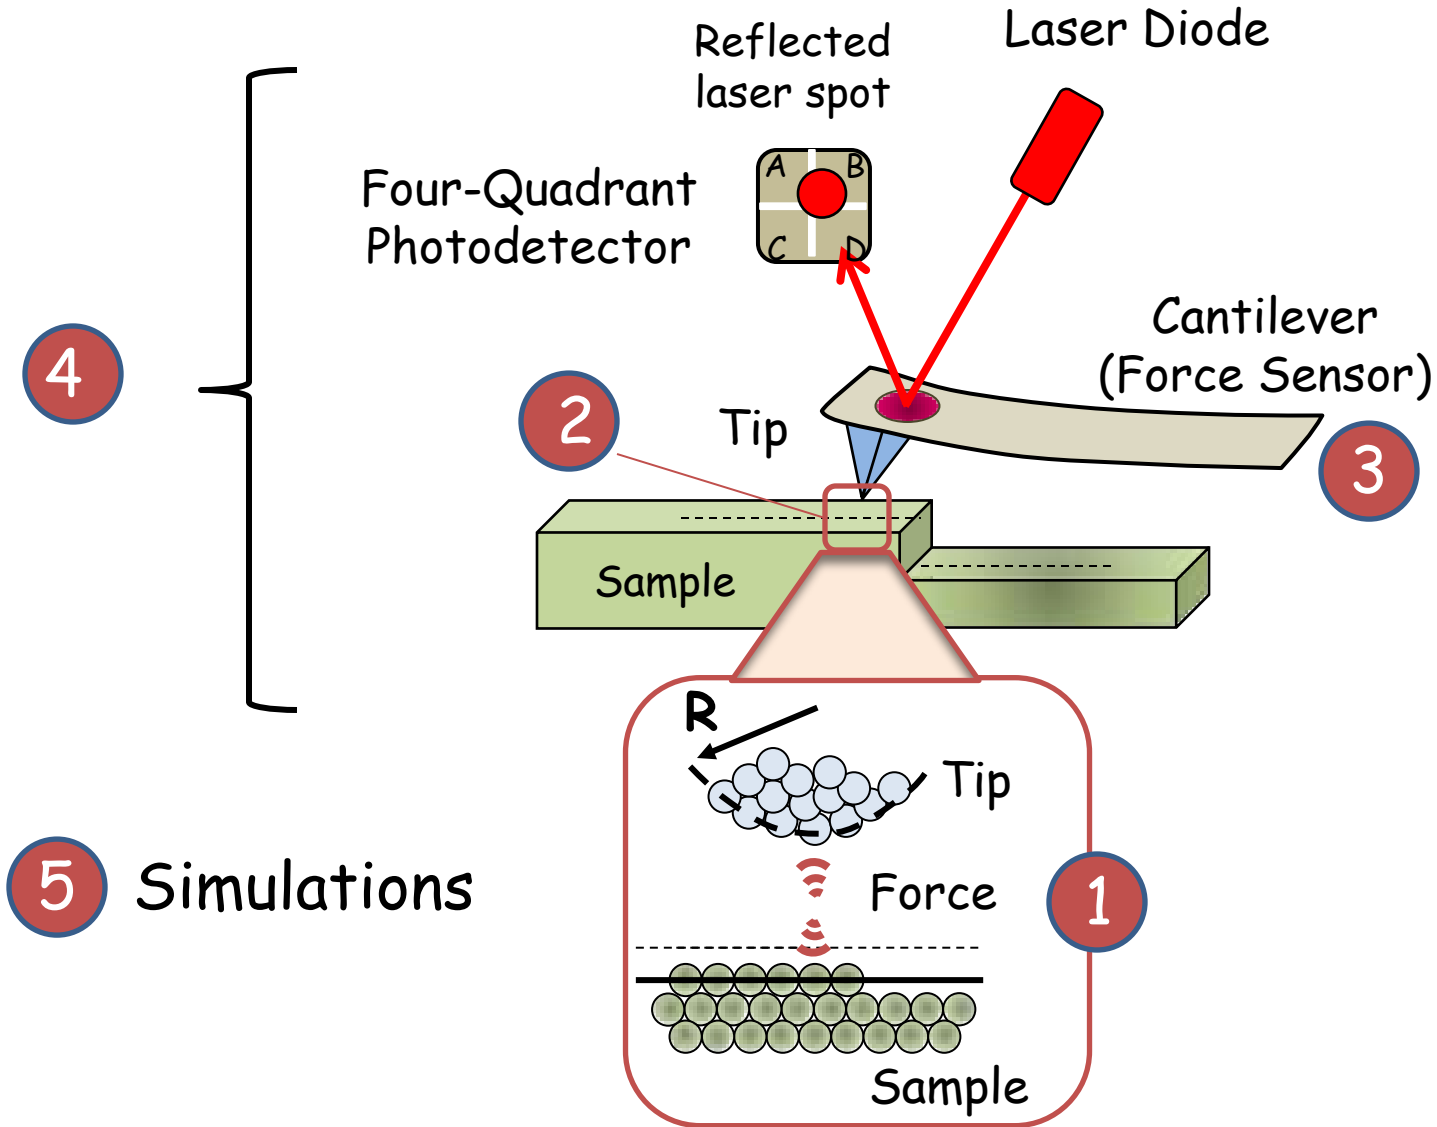 Reflected
laser spot
Laser Diode
A B
C D
Four-Quadrant
Photodetector
Cantilever
(Force Sensor)
4
2
Tip
3
Sample
R
Tip
5 Simulations
Force
1
Sample